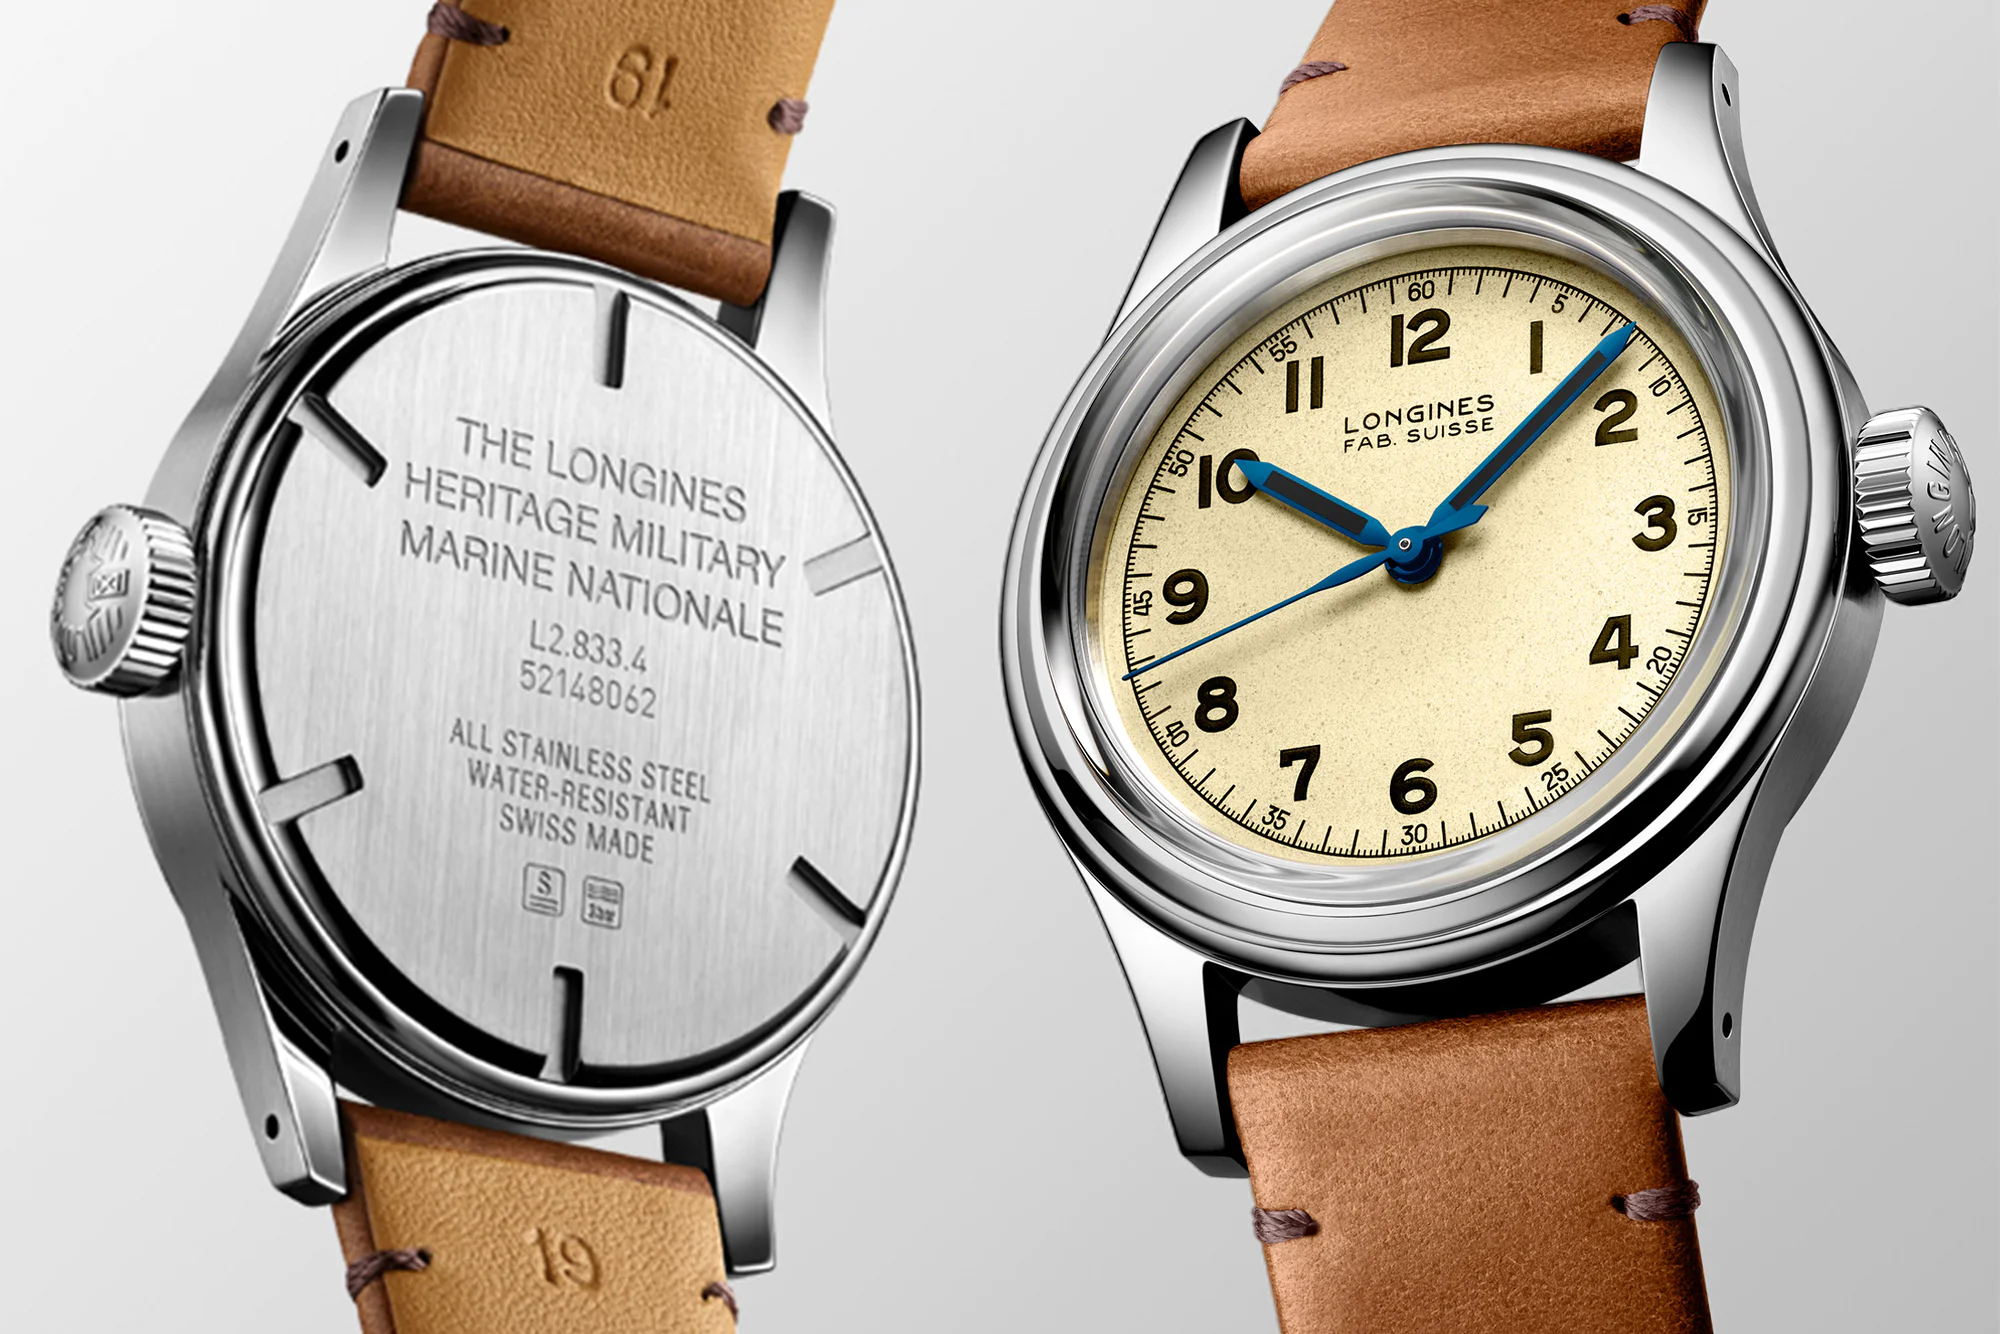 19
THE LONGINES
HERITAGE MILITARY
MARINE NATIONALE
L2.833.4
52148062
ALL STAINLESS STEEL
WATER-RESISTANT
SWISS MADE
S
3bar
19
60
5
10
15
20
25
30
35
40
45
50
55
12
1
2
3
4
5
6
7
8
9
10
11
LONGINES
FAB. SUISSE
LONGINES